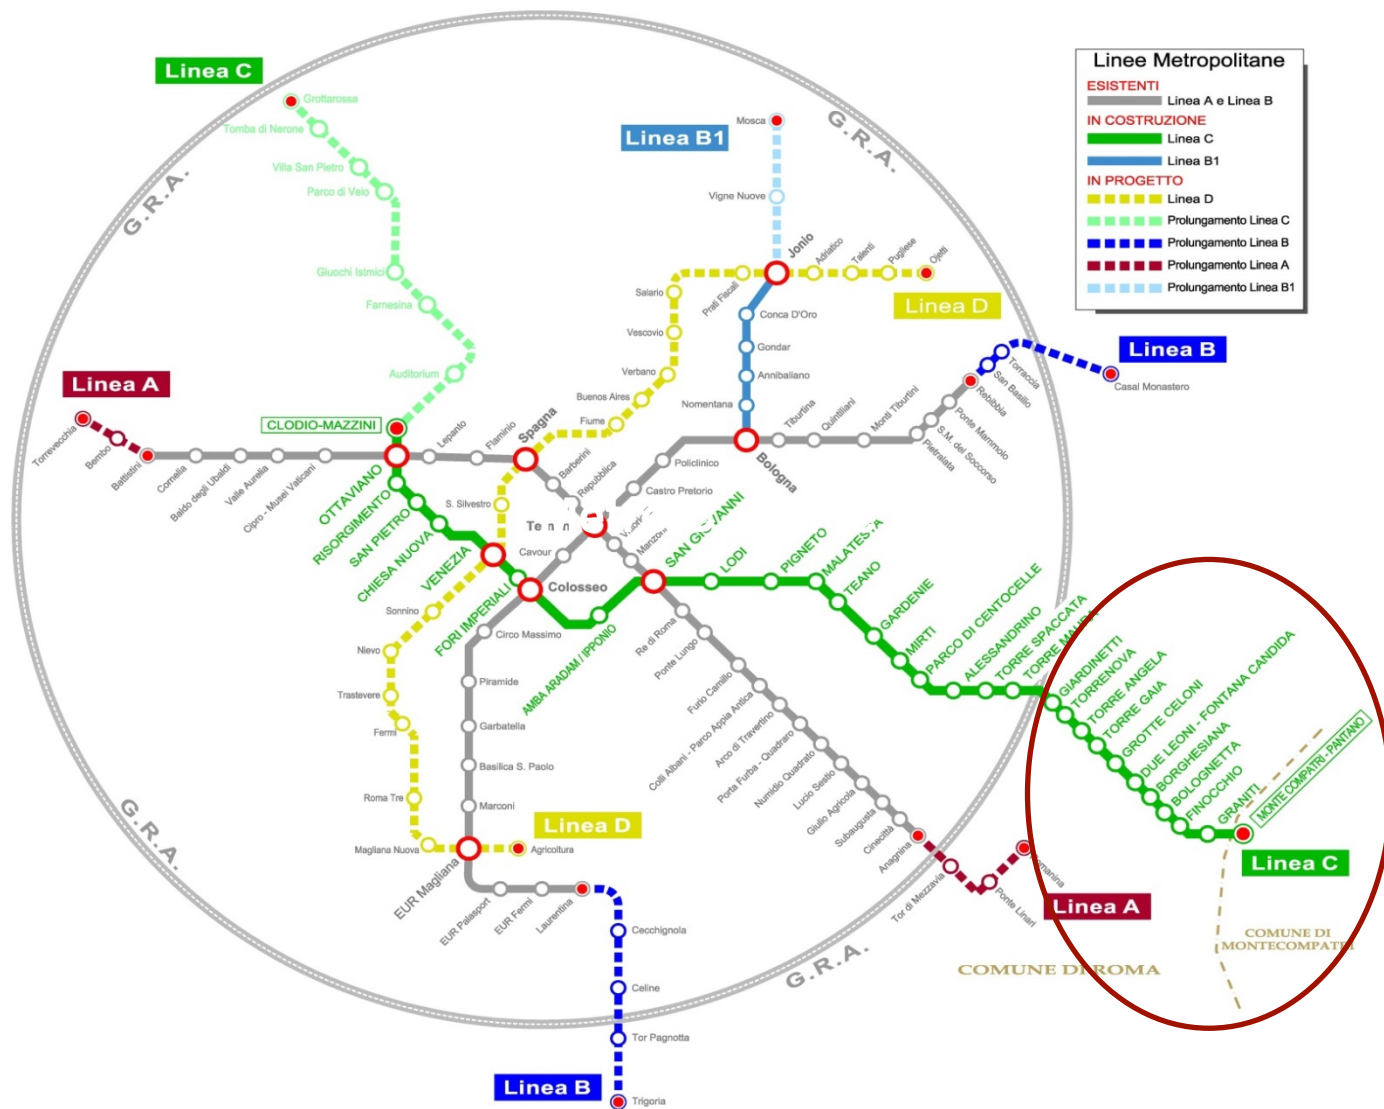 Linea C
Grottarossa
Tomba di Nerone
Villa San Pietro
Parco di Veio
Giuochi Istmici
Farnesina
Auditorium
CLODIO-MAZZINI
G.R.A.
G.R.A.
G.R.A.
G.R.A.
Linee Metropolitane
ESISTENTI
Linea A e Linea B
IN COSTRUZIONE
Linea C
Linea B1
IN PROGETTO
Linea D
Prolungamento Linea C
Prolungamento Linea B
Prolungamento Linea A
Prolungamento Linea B1
Linea B1
Mosca
Vigne Nuove
Jonio
Conca D'Oro
Gondar
Annibaliano
Nomentana
Bologna
Linea D
Ojetti
Pugliese
Talenti
Adriatico
Prati Fiscali
Salario
Vescovio
Verbano
Buenos Aires
Fiume
Spagna
S. Silvestro
VENEZIA
Sonnino
Nievo
Trastevere
Fermi
Roma Tre
Magliana Nuova
EUR Magliana
Agricoltura
Linea D
Linea B
Casal Monastero
Torraccia
San Basilio
Rebibbia
Ponte Mammolo
S.M. del Soccorso
Pietralata
Monti Tiburtini
Quintiliani
Tiburtina
Policlinico
Castro Pretorio
Cavour
Colosseo
Circo Massimo
Piramide
Garbatella
Basilica S. Paolo
Marconi
EUR Palasport
EUR Fermi
Laurentina
Cecchignola
Celine
Tor Pagnotta
Trigoria
Linea B
Linea A
Torrevecchia
Bembo
Battistini
Cornelia
Baldo degli Ubaldi
Valle Aurelia
Cipro - Musei Vaticani
OTTAVIANO
Lepanto
Flaminio
Barberini
Repubblica
Re di Roma
Ponte Lungo
Furio Camillo
Colli Albani - Parco Appia Antica
Arco di Travertino
Porta Furba - Quadraro
Numidio Quadrato
Lucio Sestio
Giulio Agricola
Subaugusta
Cinecittà
Anagnina
Tor di Mezzavia
Ponte Linari
Linea A
RISORGIMENTO
SAN PIETRO
CHIESA NUOVA
FORI IMPERIALI
AMBA ARADAM / IPPONIO
SAN GIOVANNI
LODI
PIGNETO
MALATESTA
TEANO
GARDENIE
MIRTI
PARCO DI CENTOCELLE
ALESSANDRINO
TORRE SPACCATA
TORRE MAURA
GIARDINETTI
TORRENOVA
TORRE ANGELA
TORRE GAIA
GROTTE CELONI
DUE LEONI - FONTANA CANDIDA
BORGHESIANA
BOLOGNETTA
FINOCCHIO
GRANITI
MONTE COMPATRI - PANTANO
Linea C
COMUNE DI
MONTECOMPATRI
COMUNE DI ROMA